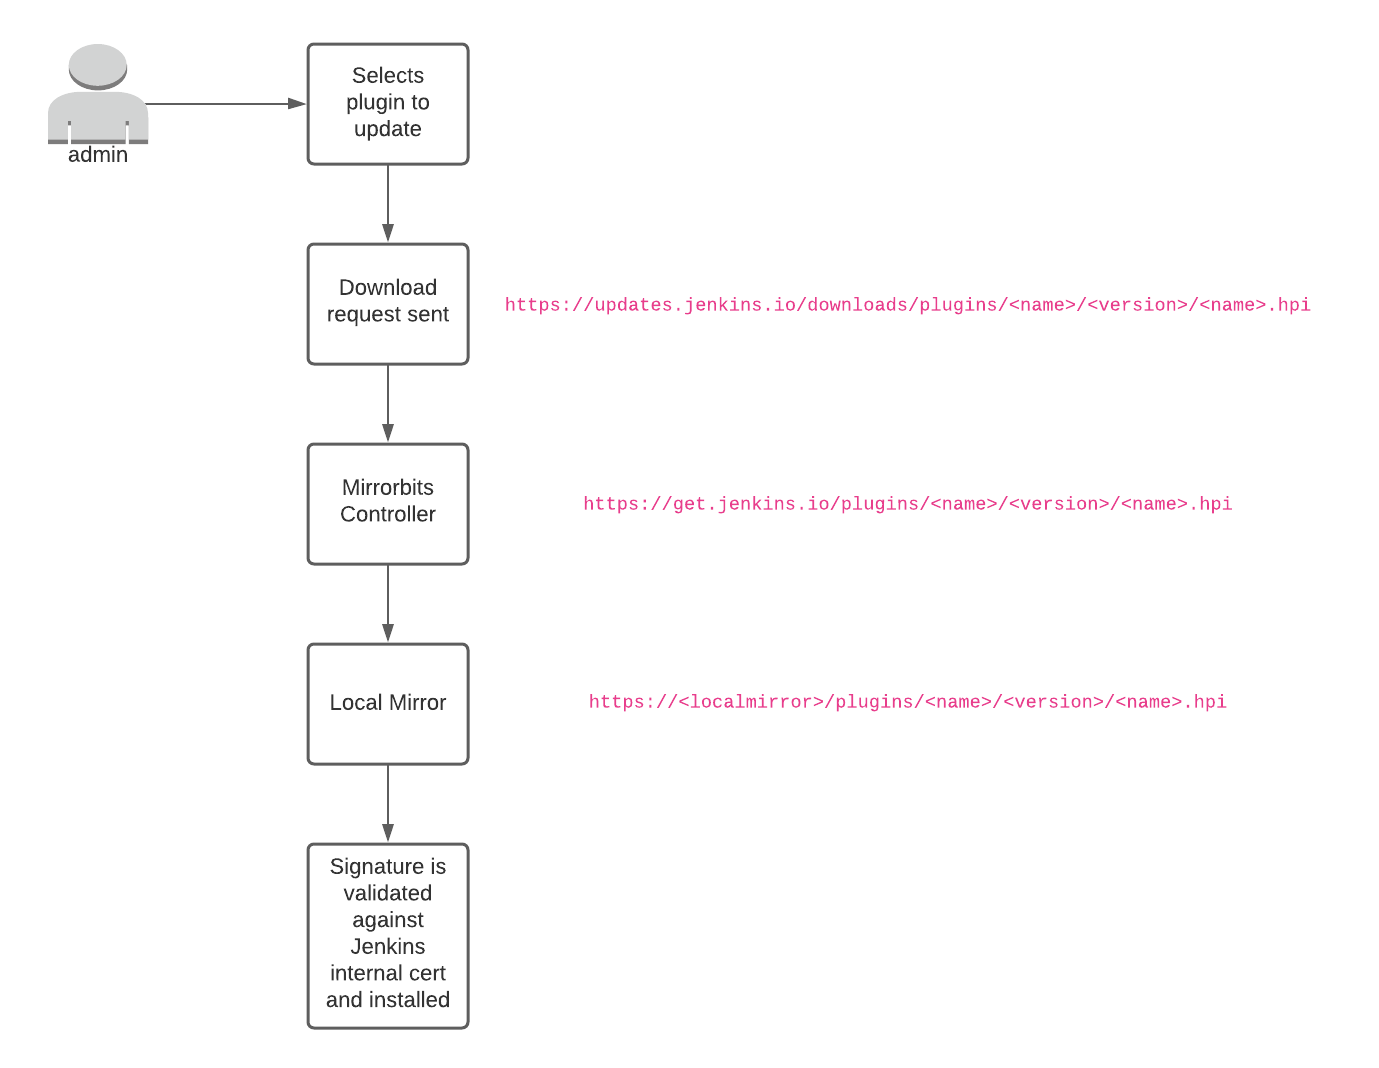 admin
Selects
plugin to
update
Download
request sent
https://updates.jenkins.io/downloads/plugins/<name>/<version>/<name>.hpi
Mirrorbits
Controller
https://get.jenkins.io/plugins/<name>/<version>/<name>.hpi
Local Mirror
https://<localmirror>/plugins/<name>/<version>/<name>.hpi
Signature is
validated
against
Jenkins
internal cert
and installed